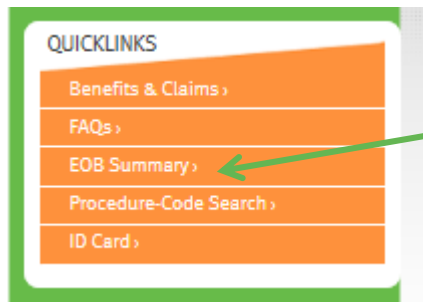 QUICKLINKS
Benefits & Claims ›
FAQs ›
EOB Summary ›
Procedure-Code Search ›
ID Card ›